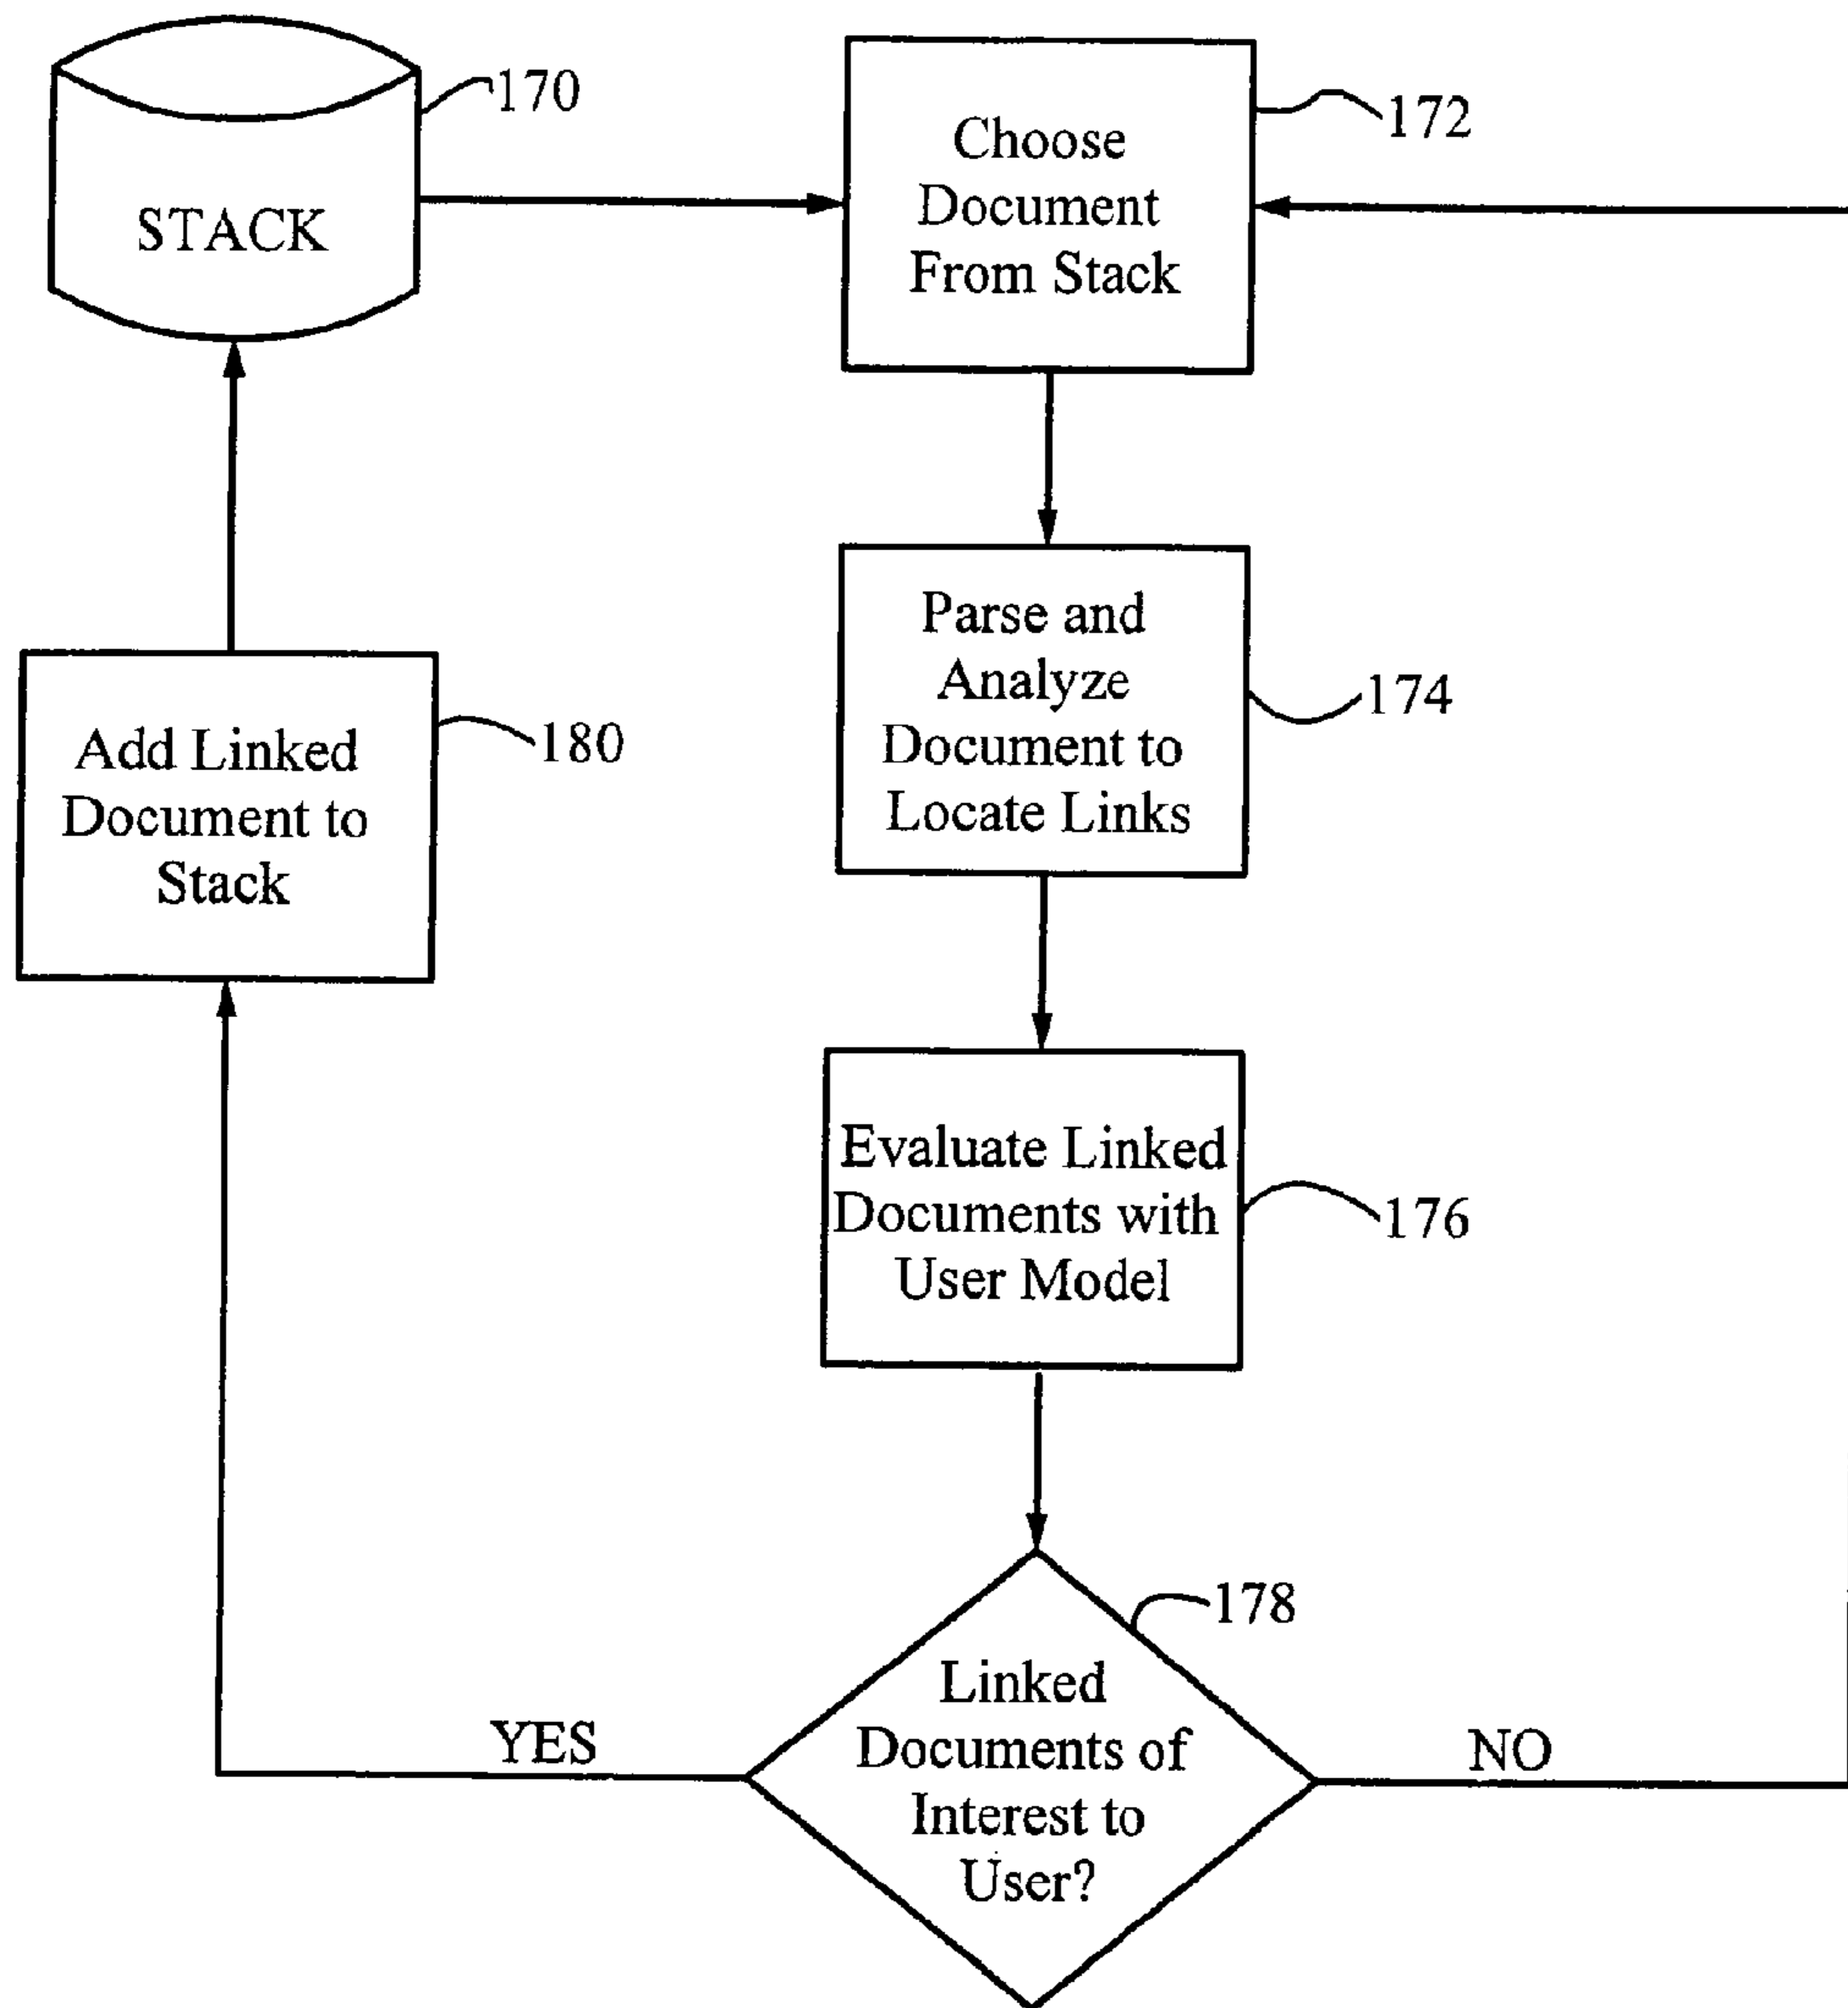 170
STACK
Choose
Document
From Stack
172
Parse and
Analyze
Document to
Locate Links
174
Add Linked
Document to
Stack
180
Evaluate Linked
Documents with
User Model
176
178
Linked
Documents of
Interest to
User?
YES
NO